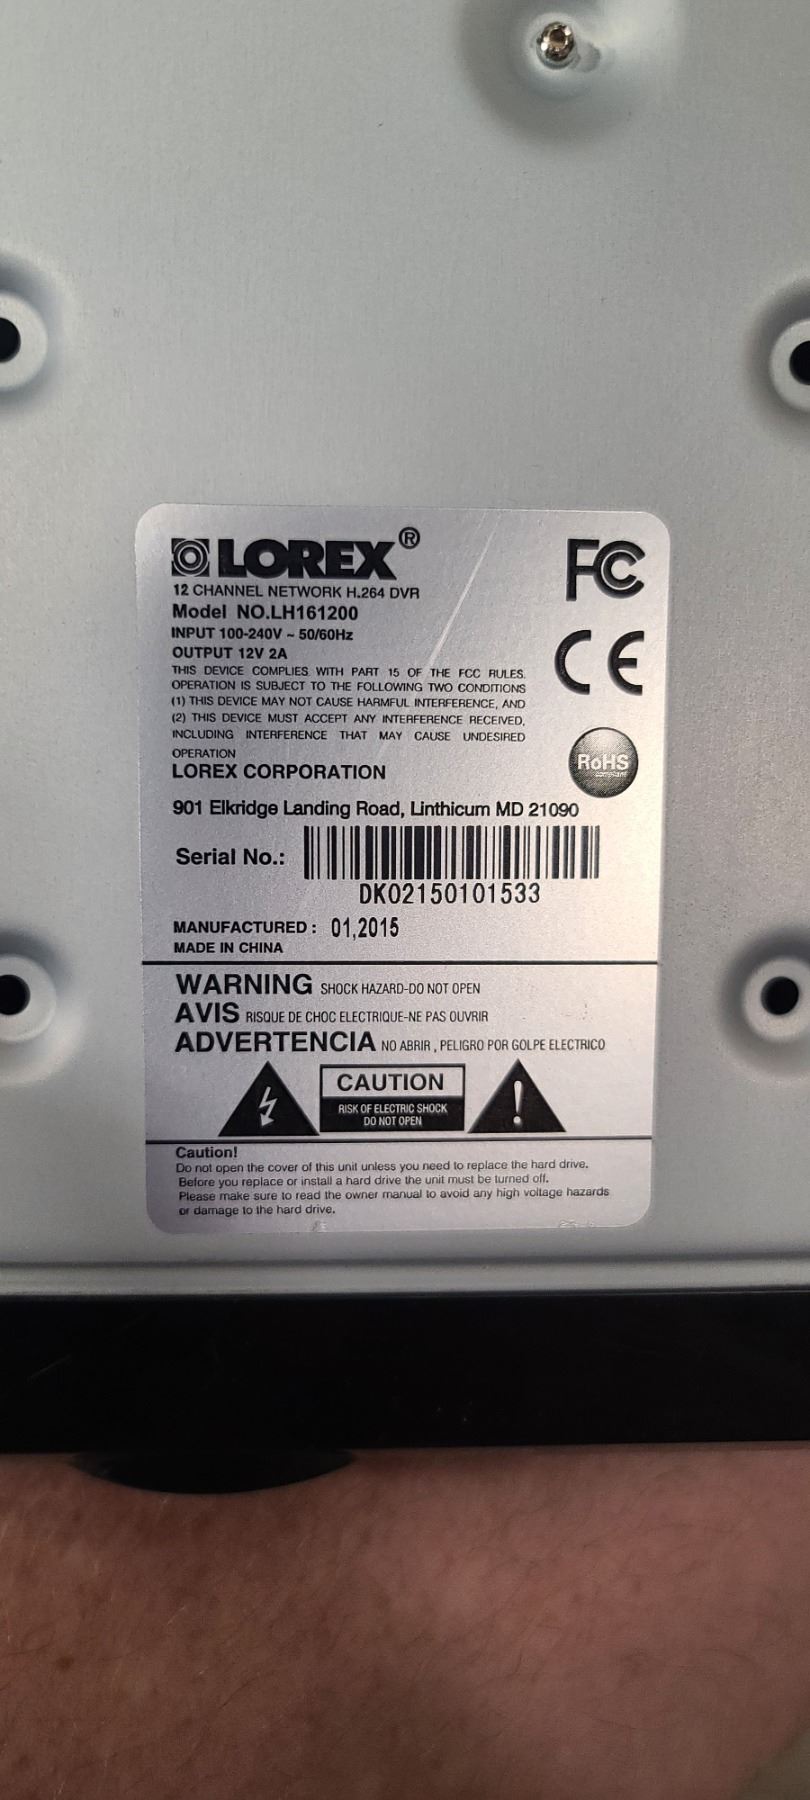 LOREX®
FC
12 CHANNEL NETWORK H.264 DVR
Model NO.LH161200
INPUT 100-240V ~ 50/60Hz
CE
OUTPUT 12V 2A
THIS DEVICE COMPLIES WITH PART 15 OF THE FCC RULES.
OPERATION IS SUBJECT TO THE FOLLOWING TWO CONDITIONS
(1) THIS DEVICE MAY NOT CAUSE HARMFUL INTERFERENCE, AND
(2) THIS DEVICE MUST ACCEPT ANY INTERFERENCE RECEIVED,
INCLUDING INTERFERENCE THAT MAY CAUSE UNDESIRED
OPERATION
RoHS
compliant
LOREX CORPORATION
901 Elkridge Landing Road, Linthicum MD 21090
Serial No.:
DK02150101533
MANUFACTURED : 01,2015
MADE IN CHINA
WARNING SHOCK HAZARD-DO NOT OPEN
AVIS RISQUE DE CHOC ELECTRIQUE-NE PAS OUVRIR
ADVERTENCIA NO ABRIR , PELIGRO POR GOLPE ELECTRICO
CAUTION
RISK OF ELECTRIC SHOCK
DO NOT OPEN
!
Caution!
Do not open the cover of this unit unless you need to replace the hard drive.
Before you replace or install a hard drive the unit must be turned off.
Please make sure to read the owner manual to avoid any high voltage hazards
or damage to the hard drive.